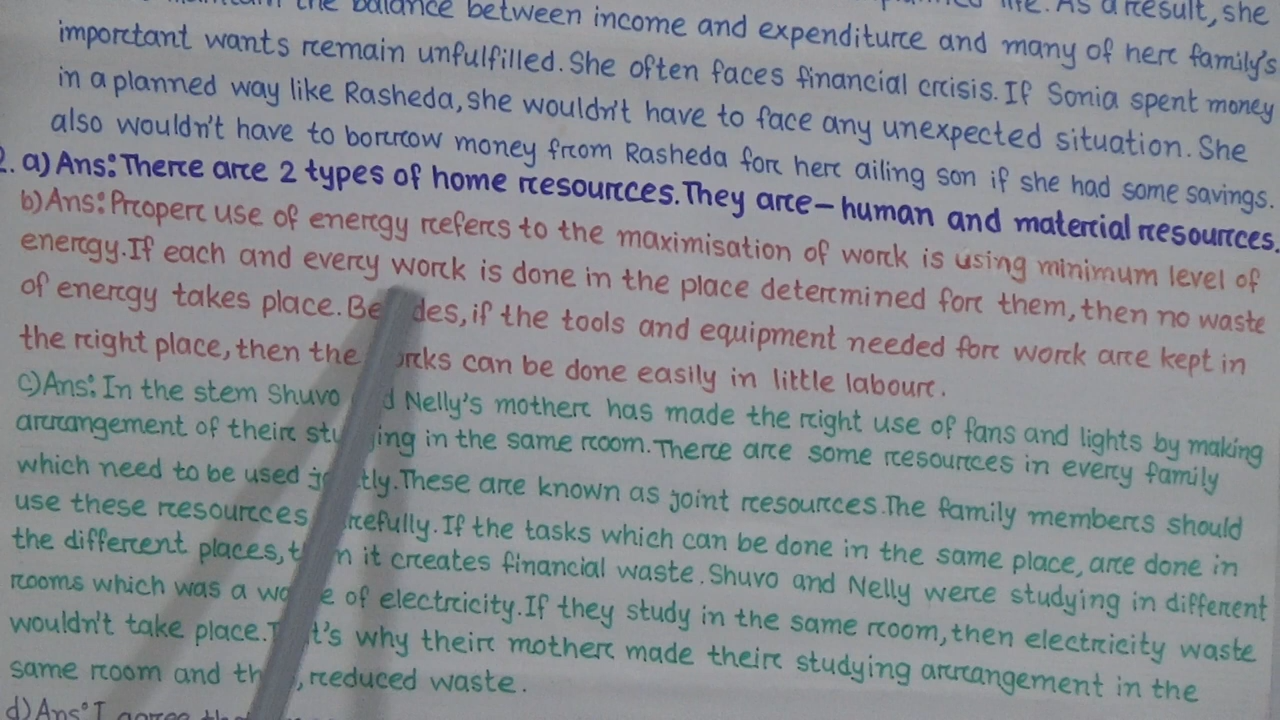 the balance between income and expenditure and many of her family's
life. As a result, she
important wants remain unfulfilled. She often faces financial crisis. If Sonia spent money
in a planned way like Rasheda, she wouldn't have to face any unexpected situation. She
also wouldn't have to borrow money from Rasheda for her ailing son if she had some savings.
2. a) Ans: There are 2 types of home resources. They are – human and material resources.
b) Ans: Proper use of energy refers to the maximisation of work is using minimum level of
energy. If each and every work is done in the place determined for them, then no waste
of energy takes place. Be des, if the tools and equipment needed for work are kept in
the right place, then the orks can be done easily in little labour.
c) Ans: In the stem Shuvo d Nelly's mother has made the right use of fans and lights by making
arrangement of their stu ing in the same room. There are some resources in every family
which need to be used jo tly. These are known as joint resources. The family members should
use these resources refully. If the tasks which can be done in the same place, are done in
the different places, t n it creates financial waste. Shuvo and Nelly were studying in different
rooms which was a wa e of electricity. If they study in the same room, then electricity waste
wouldn't take place. T t's why their mother made their studying arrangement in the
same room and th , reduced waste.
d) Ans: I agree